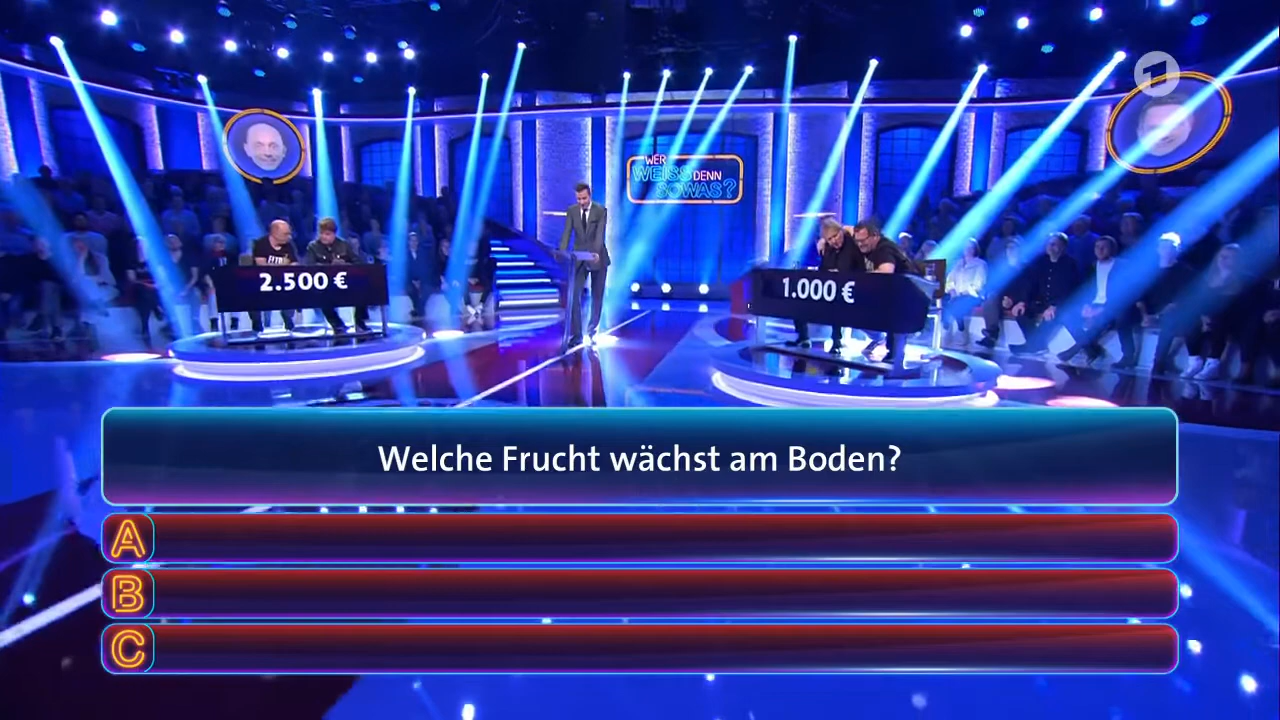 WER
WEISS DENN
SOWAS?
2.500 €
1.000 €
Welche Frucht wächst am Boden?
A
B
C